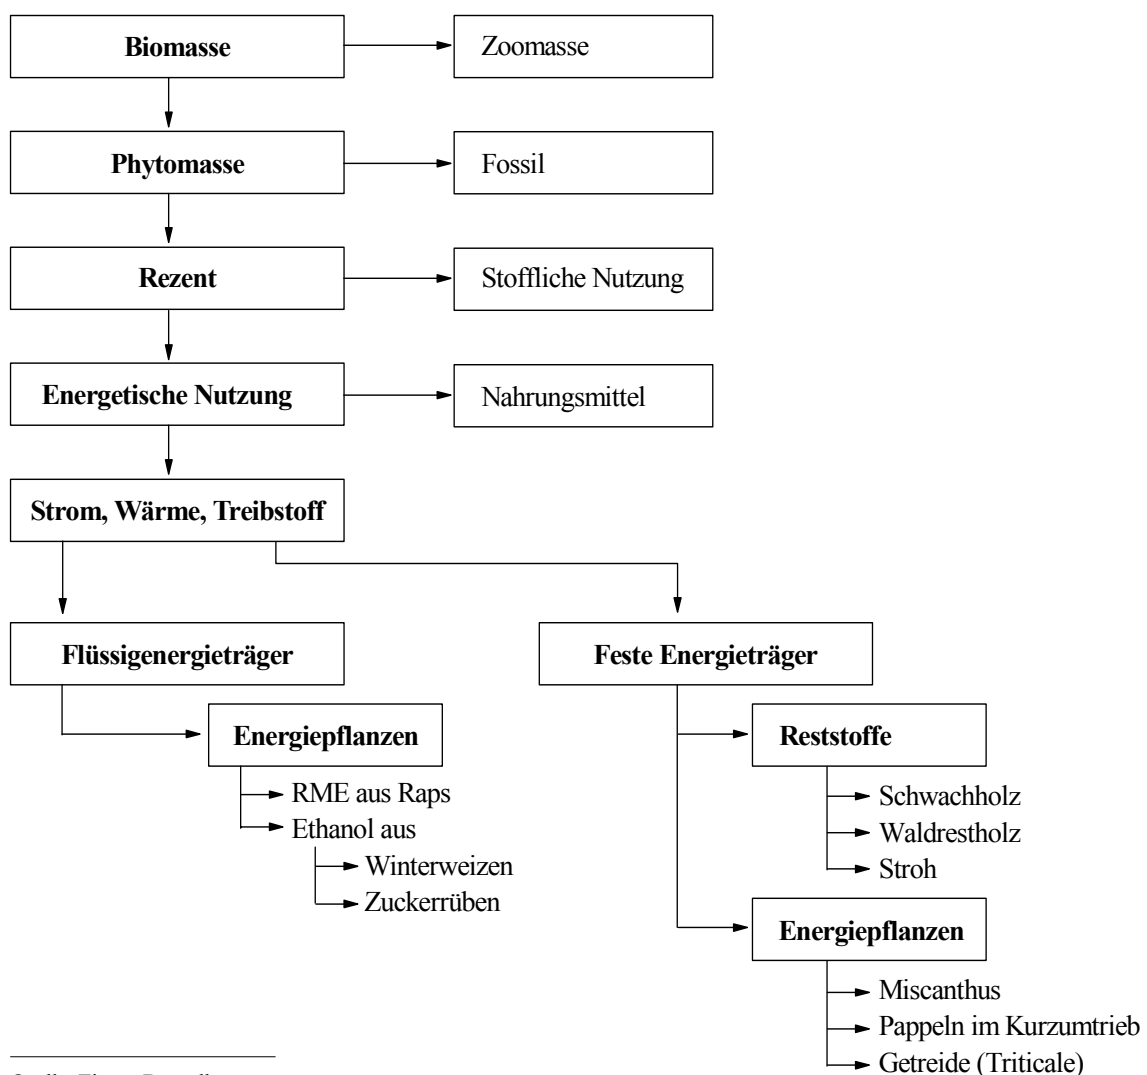 Biomasse
Zoomasse
Phytomasse
Fossil
Rezent
Stoffliche Nutzung
Energetische Nutzung
Nahrungsmittel
Strom, Wärme, Treibstoff
Flüssigenergieträger
Energiepflanzen
RME aus Raps
Ethanol aus
Winterweizen
Zuckerrüben
Feste Energieträger
Reststoffe
Schwachholz
Waldrestholz
Stroh
Energiepflanzen
Miscanthus
Pappeln im Kurzumtrieb
Getreide (Triticale)